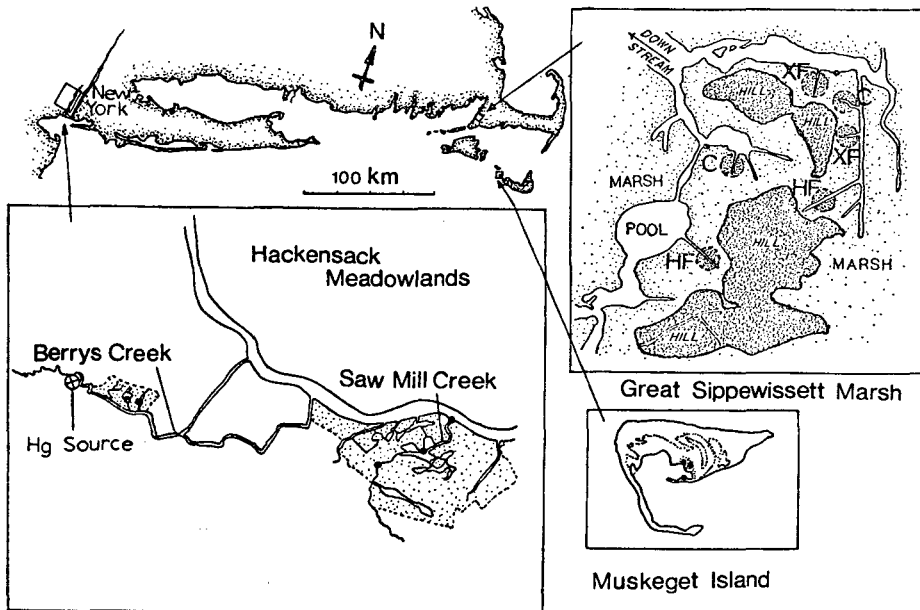 N
New
York
100 km
DOWN
STREAM
XF
HILL
C
HILL
XF
C
HF
MARSH
POOL
HILL
MARSH
HF
HILL
Great Sippewissett Marsh
Hackensack
Meadowlands
Berrys Creek
Saw Mill Creek
Hg Source
Muskeget Island